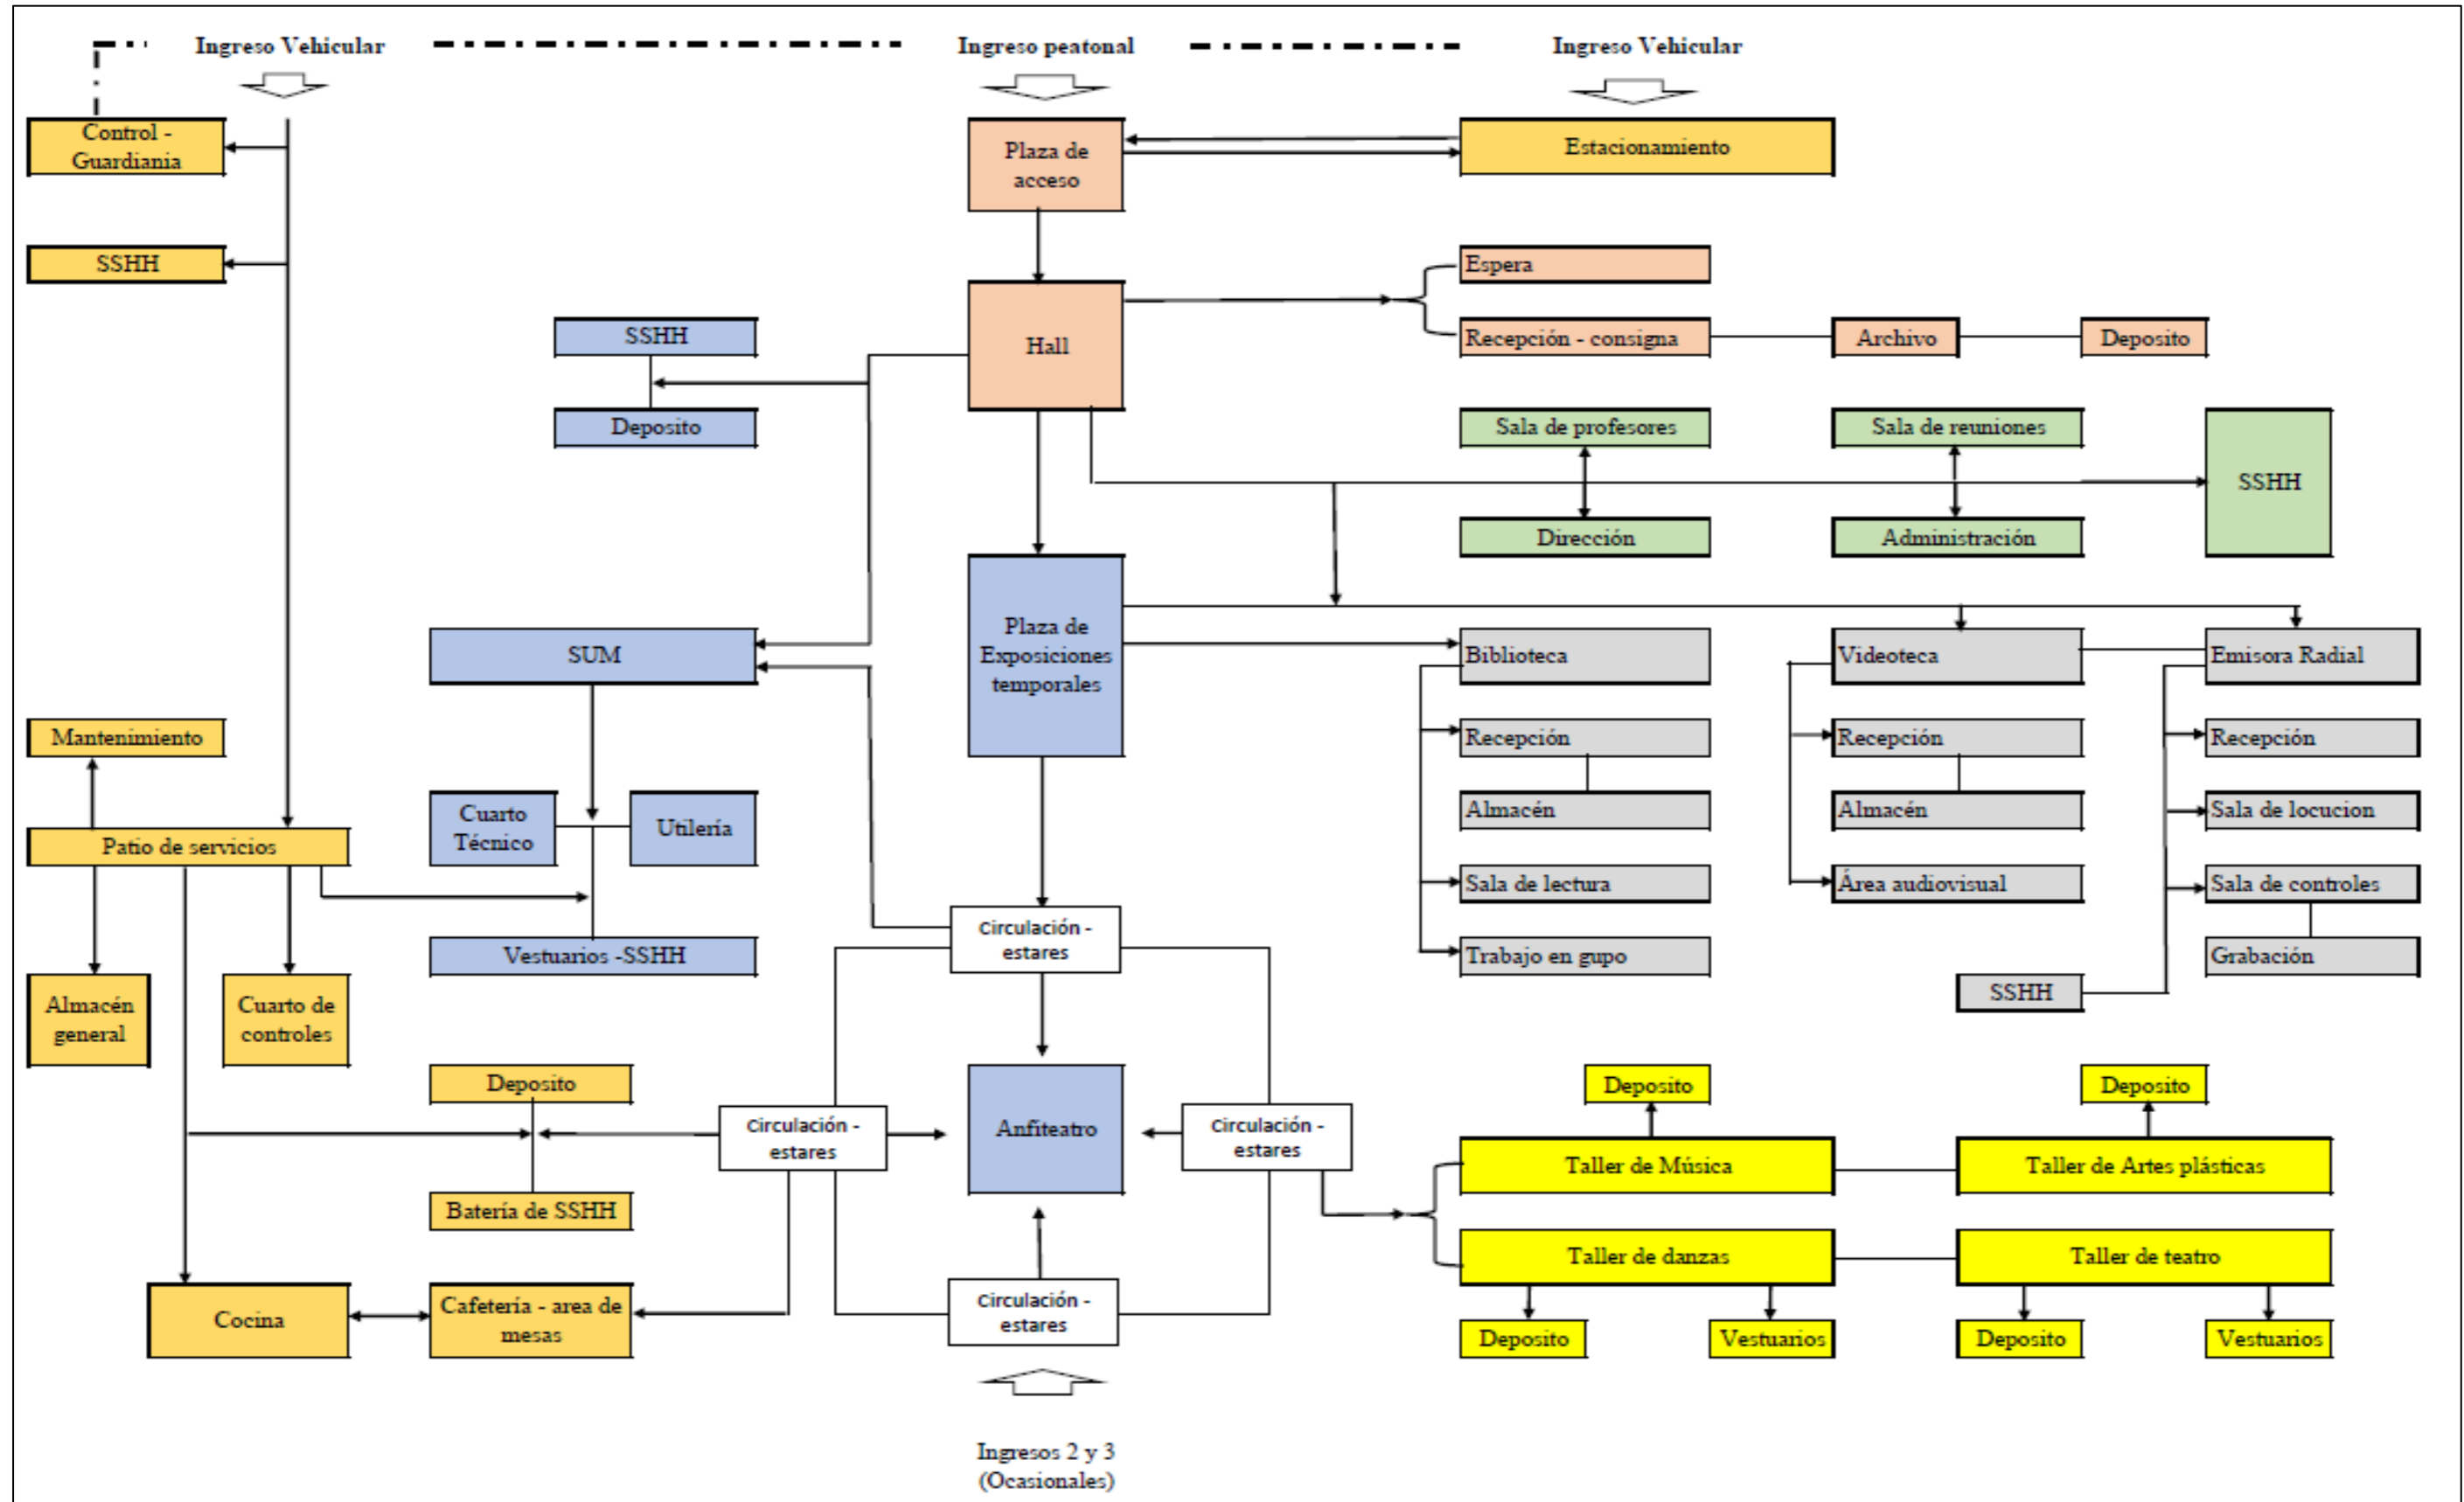 Ingreso Vehicular
Ingreso peatonal
Ingreso Vehicular
Control -
Guardiania
Plaza de
acceso
Estacionamiento
SSHH
Espera
SSHH
Hall
Recepción - consigna
Archivo
Deposito
Deposito
Sala de profesores
Sala de reuniones
SSHH
Dirección
Administración
Plaza de
Exposiciones
temporales
SUM
Biblioteca
Videoteca
Emisora Radial
Mantenimiento
Recepción
Recepción
Recepción
Cuarto
Técnico
Utilería
Almacén
Almacén
Sala de locucion
Patio de servicios
Sala de lectura
Área audiovisual
Sala de controles
Circulación -
estares
Vestuarios -SSHH
Trabajo en gupo
Grabación
Almacén
general
Cuarto de
controles
SSHH
Deposito
Deposito
Deposito
Circulación -
estares
Anfiteatro
Circulación -
estares
Taller de Música
Taller de Artes plásticas
Batería de SSHH
Taller de danzas
Taller de teatro
Cocina
Cafetería - area de
mesas
Circulación -
estares
Deposito
Vestuarios
Deposito
Vestuarios
Ingresos 2 y 3
(Ocasionales)